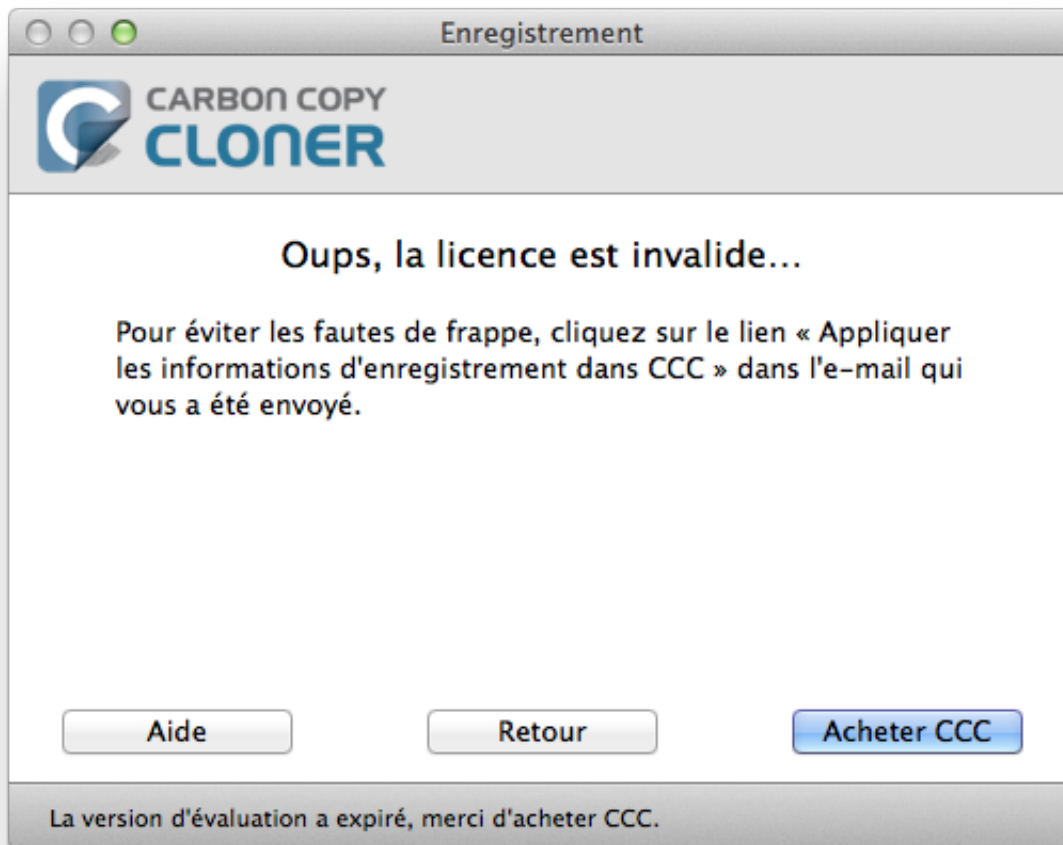 Enregistrement
CARBON COPY
CLONER
Oups, la licence est invalide...
Pour éviter les fautes de frappe, cliquez sur le lien « Appliquer
les informations d'enregistrement dans CCC » dans l'e-mail qui
vous a été envoyé.
Aide
Retour
Acheter CCC
La version d'évaluation a expiré, merci d'acheter CCC.